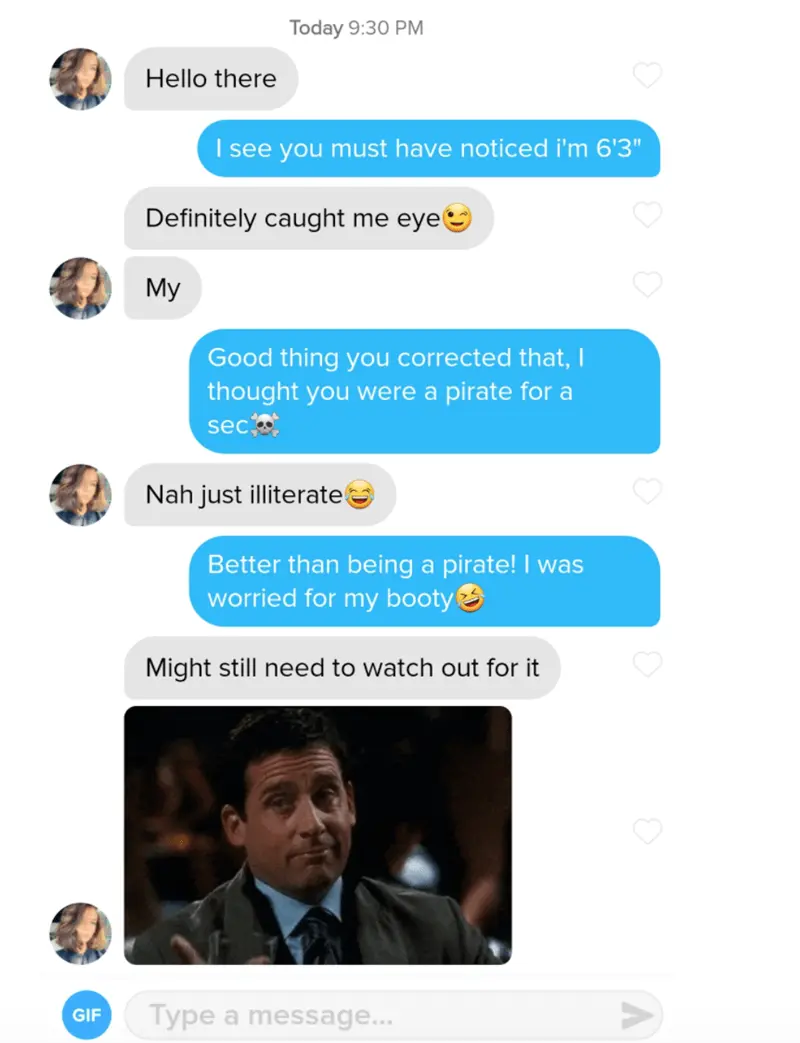 Today 9:30 PM
Hello there
I see you must have noticed i'm 6'3"
Definitely caught me eye😉
My
Good thing you corrected that, I
thought you were a pirate for a
sec☠️
Nah just illiterate😂
Better than being a pirate! I was
worried for my booty🤣
Might still need to watch out for it
GIF
Type a message...